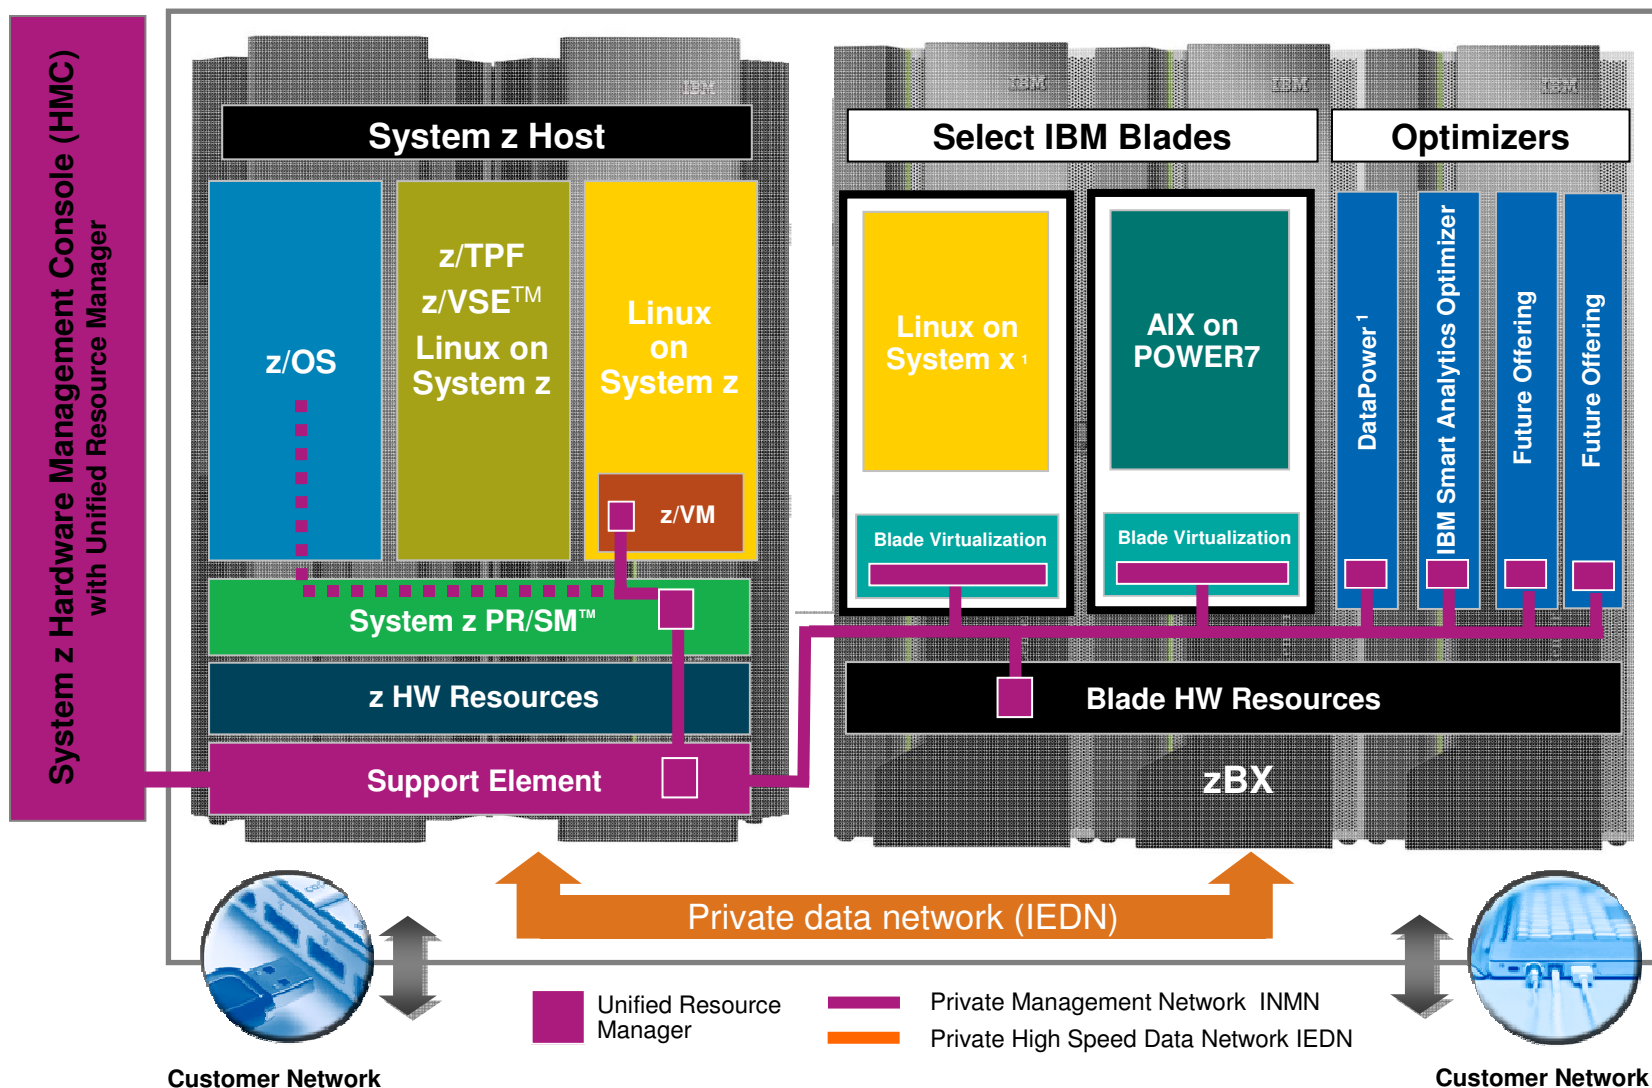 System z Hardware Management Console (HMC)
with Unified Resource Manager
IBM
IBM
IBM
IBM
System z Host
Select IBM Blades
Optimizers
z/OS
z/TPF
z/VSE™
Linux on
System z
Linux
on
System z
z/VM
Linux on
System x 1
AIX on
POWER7
Blade Virtualization
Blade Virtualization
DataPower 1
IBM Smart Analytics Optimizer
Future Offering
Future Offering
System z PR/SM™
z HW Resources
Support Element
Blade HW Resources
zBX
Private data network (IEDN)
Unified Resource
Manager
Private Management Network INMN
Private High Speed Data Network IEDN
Customer Network
Customer Network